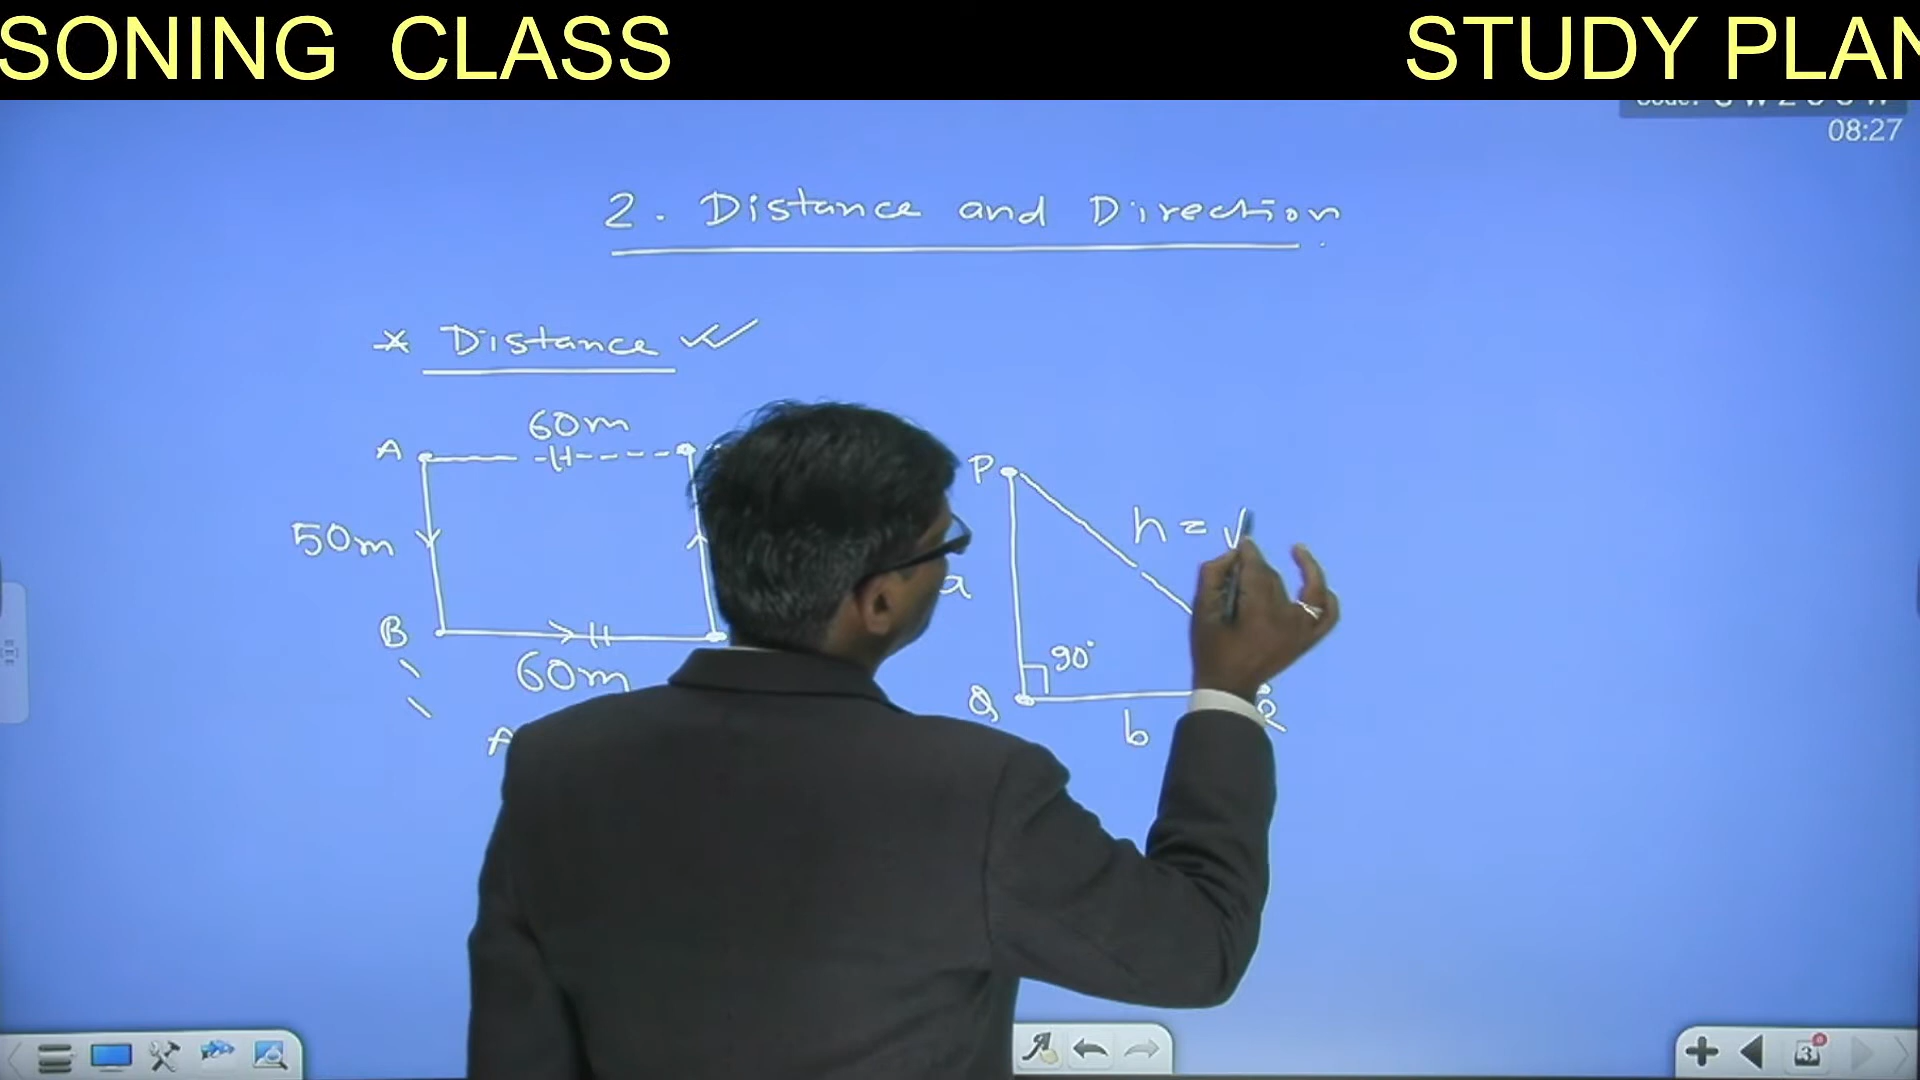 SONING CLASS STUDY PLAN
08:27
2. Distance and Direction
* Distance
60m
A
P
h = √
50m
a
B
90°
60m
Q
R
b
A